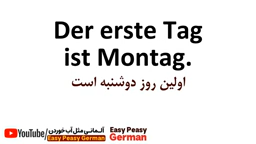 Der erste Tag
ist Montag.
اولین روز دوشنبه است
YouTube/ آلمانی مثل آب خوردن Easy Peasy
Easy Peasy German German